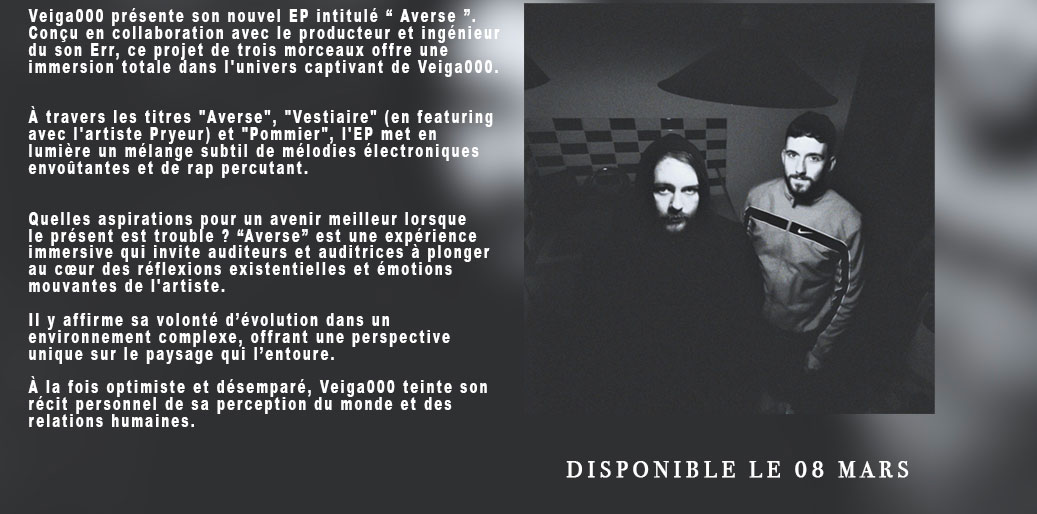 Veiga000 présente son nouvel EP intitulé “ Averse ”.
Conçu en collaboration avec le producteur et ingénieur
du son Err, ce projet de trois morceaux offre une
immersion totale dans l'univers captivant de Veiga000.
À travers les titres "Averse", "Vestiaire" (en featuring
avec l'artiste Pryeur) et "Pommier", l'EP met en
lumière un mélange subtil de mélodies électroniques
envoûtantes et de rap percutant.
Quelles aspirations pour un avenir meilleur lorsque
le présent est trouble ? “Averse” est une expérience
immersive qui invite auditeurs et auditrices à plonger
au cœur des réflexions existentielles et émotions
mouvantes de l'artiste.
Il y affirme sa volonté d’évolution dans un
environnement complexe, offrant une perspective
unique sur le paysage qui l’entoure.
À la fois optimiste et désemparé, Veiga000 teinte son
récit personnel de sa perception du monde et des
relations humaines.
DISPONIBLE LE 08 MARS